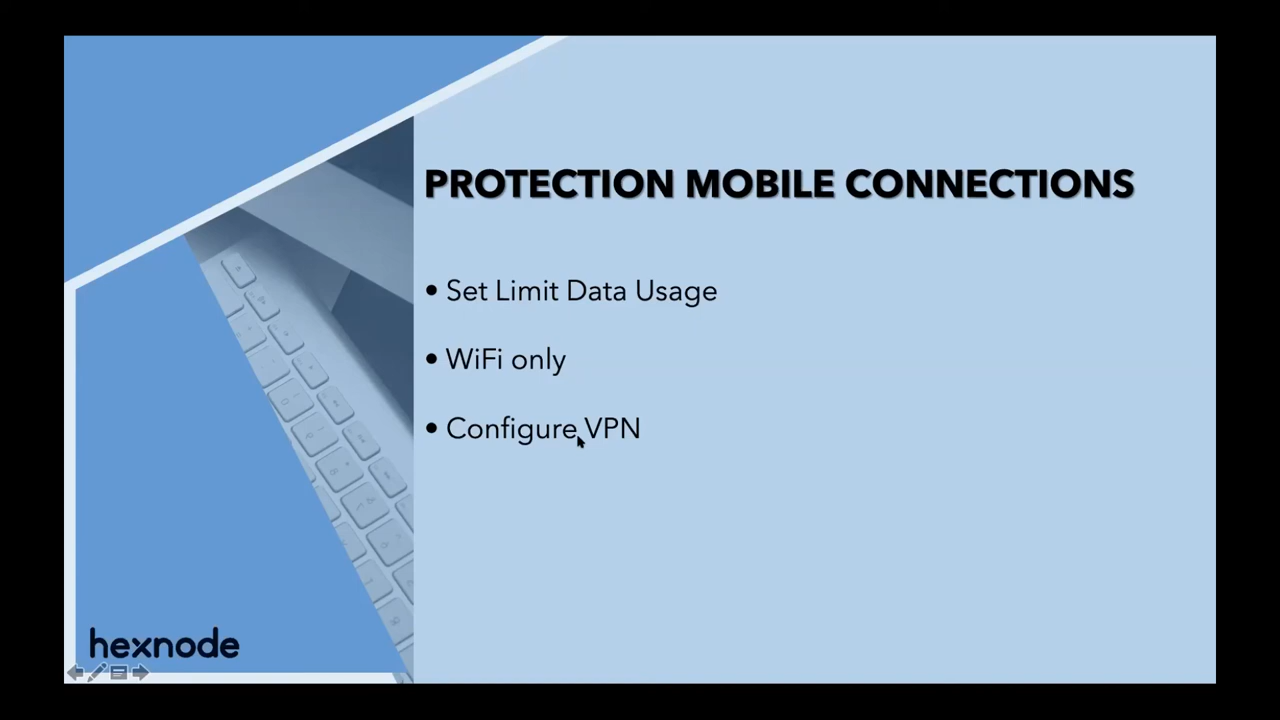 PROTECTION MOBILE CONNECTIONS
• Set Limit Data Usage
• WiFi only
• Configure VPN
hexnode